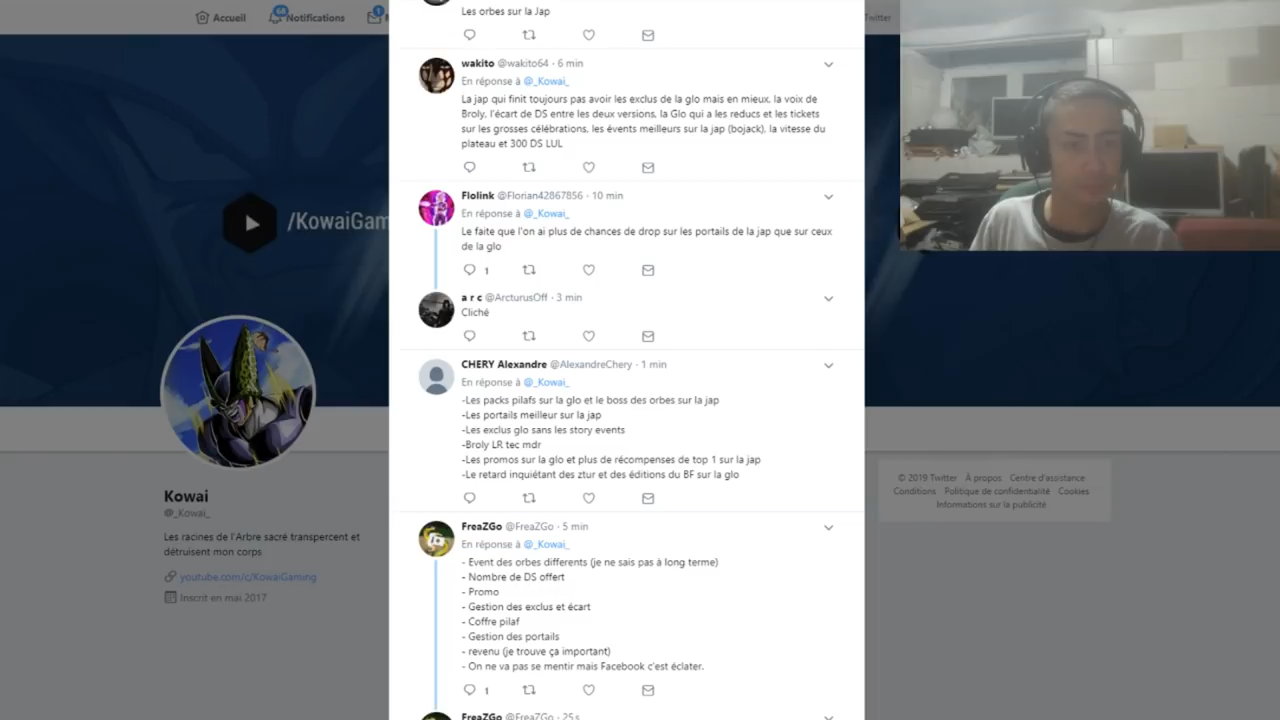 Accueil
Notifications
68
1
Twitter
/KowaiGam
Kowai
@_Kowai_
Les racines de l'Arbre sacré transpercent et
détruisent mon corps
youtube.com/c/KowaiGaming
Inscrit en mai 2017
Les orbes sur la Jap
wakito @wakito64 · 6 min
En réponse à @_Kowai_
La jap qui finit toujours pas avoir les exclus de la glo mais en mieux, la voix de
Broly, l'écart de DS entre les deux versions, la Glo qui a les reducs et les tickets
sur les grosses célébrations, les évents meilleurs sur la jap (bojack), la vitesse du
plateau et 300 DS LUL
Flolink @Florian42867856 · 10 min
En réponse à @_Kowai_
Le faite que l'on ai plus de chances de drop sur les portails de la jap que sur ceux
de la glo
1
a r c @ArcturusOff · 3 min
Cliché
CHERY Alexandre @AlexandreChery · 1 min
En réponse à @_Kowai_
-Les packs pilafs sur la glo et le boss des orbes sur la jap
-Les portails meilleur sur la jap
-Les exclus glo sans les story events
-Broly LR tec mdr
-Les promos sur la glo et plus de récompenses de top 1 sur la jap
-Le retard inquiétant des ztur et des éditions du BF sur la glo
FreaZGo @FreaZGo · 5 min
En réponse à @_Kowai_
- Event des orbes differents (je ne sais pas à long terme)
- Nombre de DS offert
- Promo
- Gestion des exclus et écart
- Coffre pilaf
- Gestion des portails
- revenu (je trouve ça important)
- On ne va pas se mentir mais Facebook c'est éclater.
1
FreaZGo @FreaZGo · 25 s
© 2019 Twitter À propos Centre d'assistance
Conditions Politique de confidentialité Cookies
Informations sur la publicité